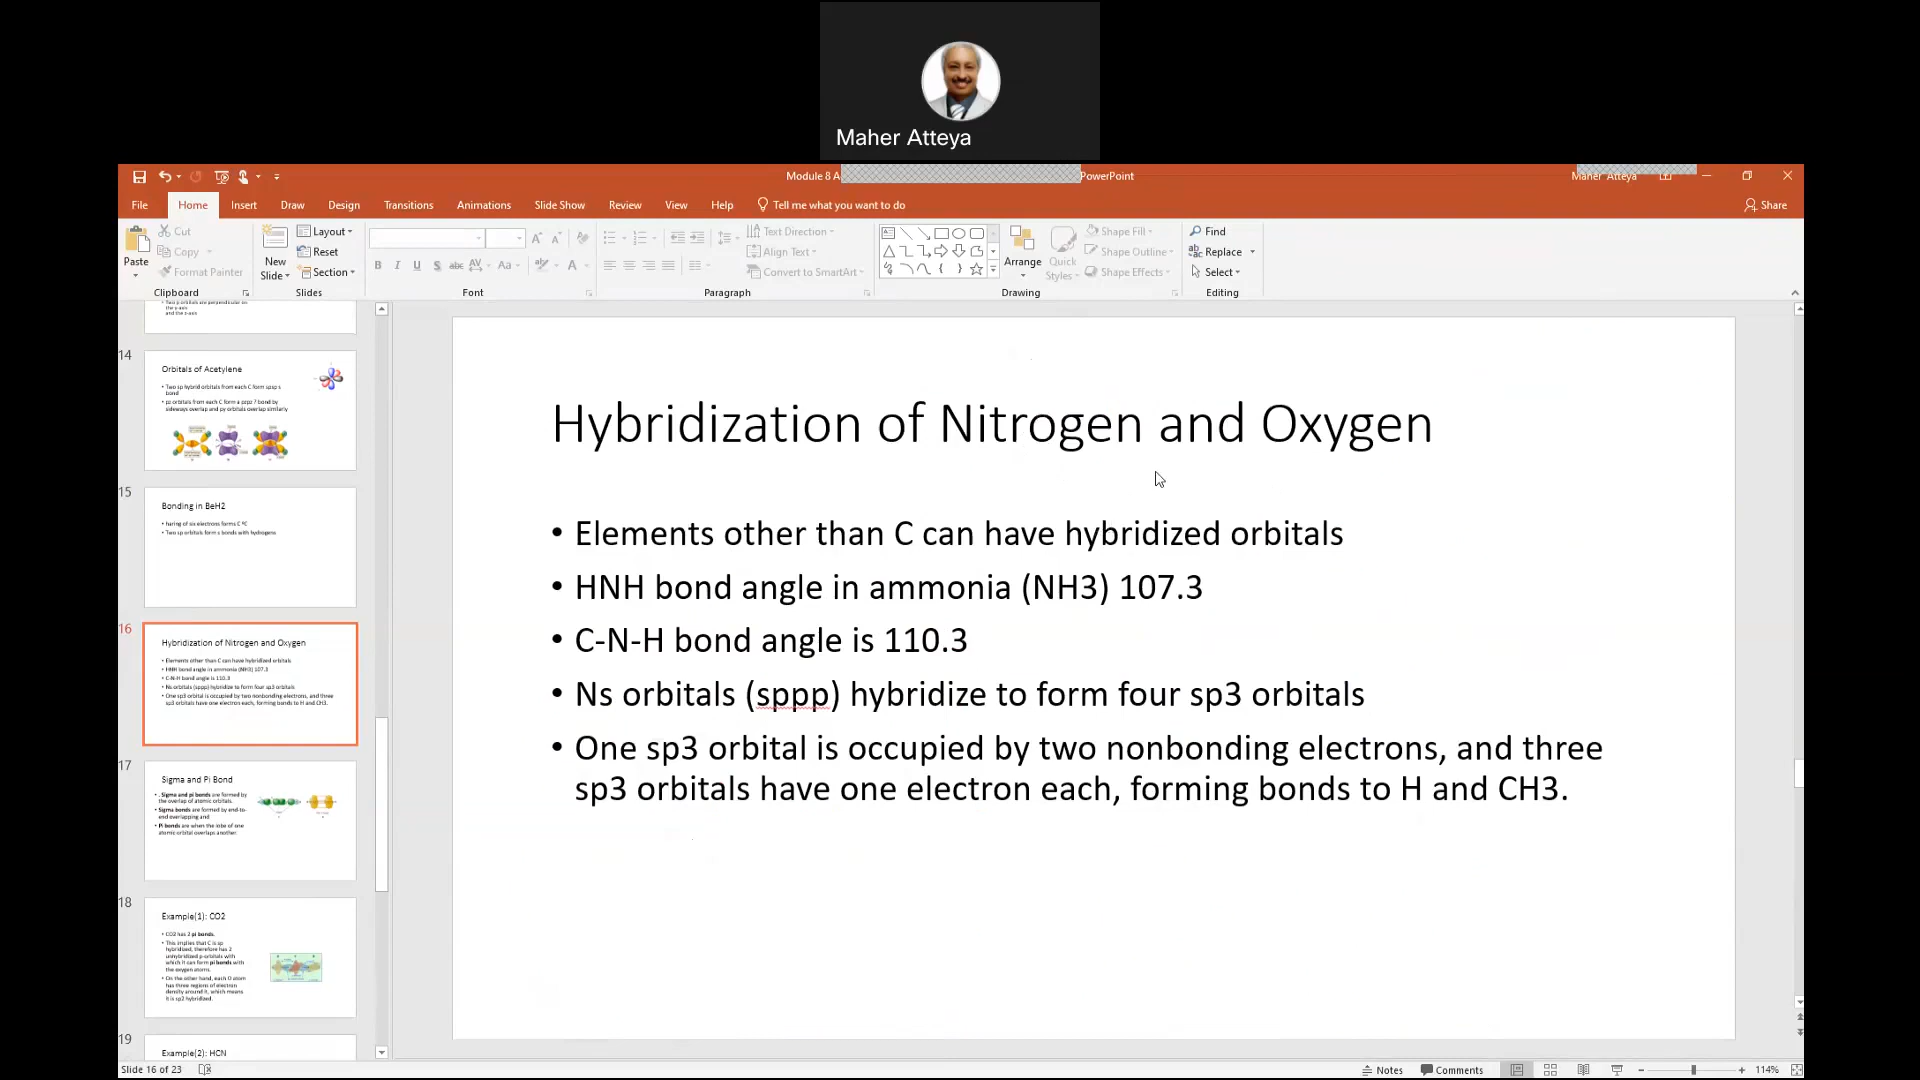 Maher Atteya
Module 8 A
PowerPoint
Maher Atteya
File Home Insert Draw Design Transitions Animations Slide Show Review View Help Tell me what you want to do
Share
Paste
Cut
Copy
Format Painter
Clipboard
New
Slide
Layout
Reset
Section
Slides
B I U S abc AV Aa
A
Font
Paragraph
Text Direction
Align Text
Convert to SmartArt
Arrange
Quick
Styles
Shape Fill
Shape Outline
Shape Effects
Drawing
Find
Replace
Select
Editing
• Two p orbitals are perpendicular on
the y-axis
and the z-axis
14
Orbitals of Acetylene
• Two sp hybrid orbitals from each C form sp sp s
bond
• pz orbitals from each C form a pzpz ? bond by
sideways overlap and py orbitals overlap similarly
15
Bonding in BeH2
• haring of six electrons forms C ºC
• Two sp orbitals form s bonds with hydrogens
16
Hybridization of Nitrogen and Oxygen
• Elements other than C can have hybridized orbitals
• HNH bond angle in ammonia (NH3) 107.3
• C-N-H bond angle is 110.3
• Ns orbitals (sppp) hybridize to form four sp3 orbitals
• One sp3 orbital is occupied by two nonbonding electrons, and three
sp3 orbitals have one electron each, forming bonds to H and CH3.
17
Sigma and Pi Bond
• . Sigma and pi bonds are formed by
the overlap of atomic orbitals.
• Sigma bonds are formed by end-to-
end overlapping and
• Pi bonds are when the lobe of one
atomic orbital overlaps another.
18
Example(1): CO2
• CO2 has 2 pi bonds.
• This implies that C is sp
hybridized, therefore has 2
unhybridized p-orbitals with
which it can form pi bonds with
the oxygen atoms.
• On the other hand, each O atom
has three regions of electron
density around it, which means
it is sp2 hybridized.
19
Example(2): HCN
Hybridization of Nitrogen and Oxygen
• Elements other than C can have hybridized orbitals
• HNH bond angle in ammonia (NH3) 107.3
• C-N-H bond angle is 110.3
• Ns orbitals (sppp) hybridize to form four sp3 orbitals
• One sp3 orbital is occupied by two nonbonding electrons, and three
sp3 orbitals have one electron each, forming bonds to H and CH3.
Slide 16 of 23
Notes
Comments
114%